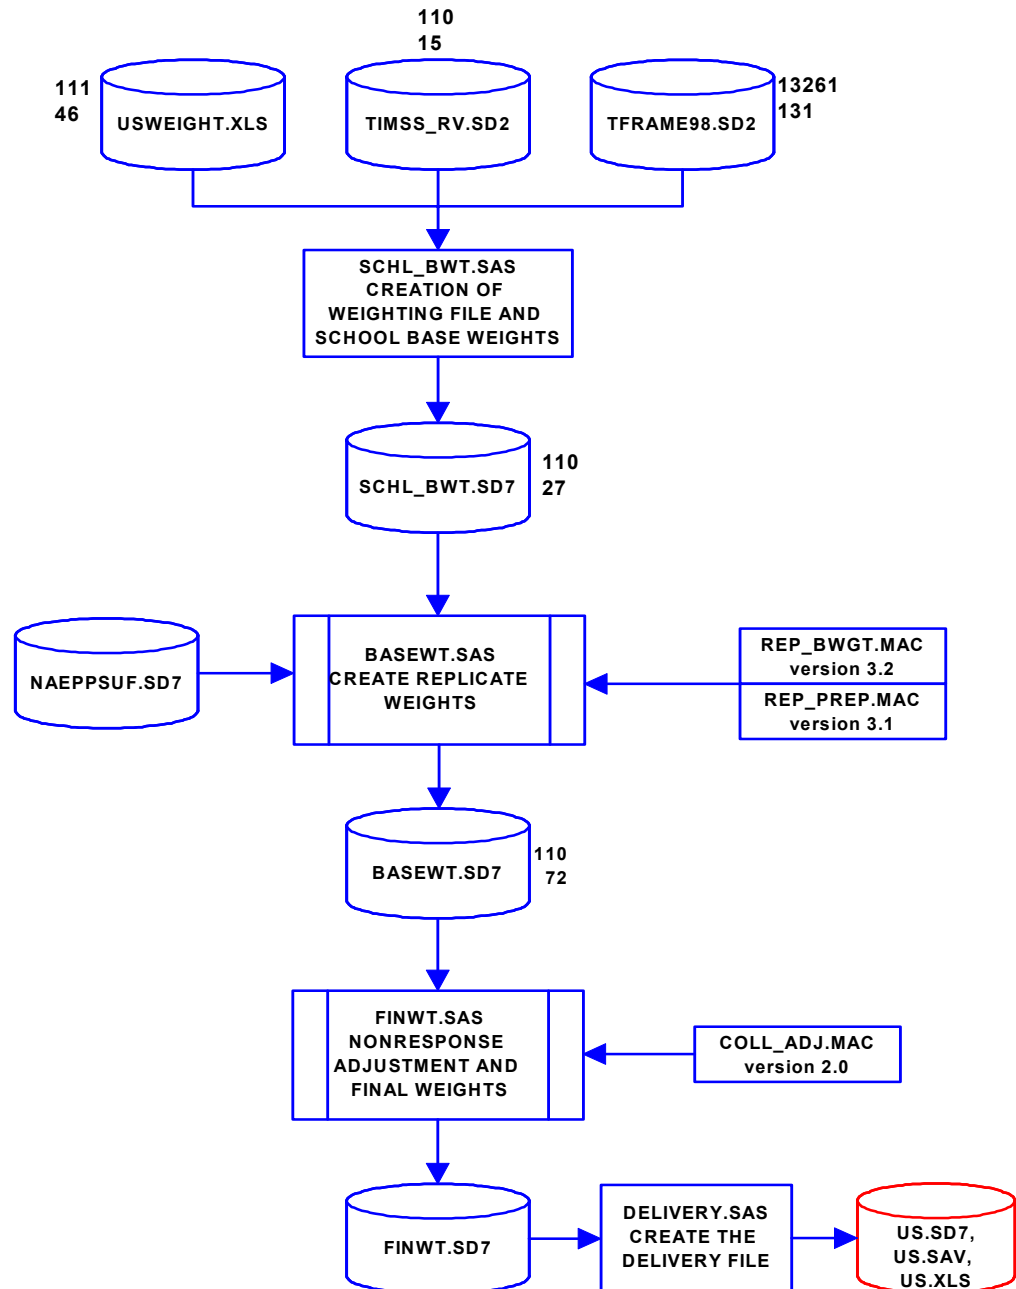 110
15
111
46
USWEIGHT.XLS
TIMSS_RV.SD2
TFRAME98.SD2
13261
131
SCHL_BWT.SAS
CREATION OF
WEIGHTING FILE AND
SCHOOL BASE WEIGHTS
SCHL_BWT.SD7
110
27
NAEPPSUF.SD7
BASEWT.SAS
CREATE REPLICATE
WEIGHTS
REP_BWGT.MAC
version 3.2
REP_PREP.MAC
version 3.1
BASEWT.SD7
110
72
FINWT.SAS
NONRESPONSE
ADJUSTMENT AND
FINAL WEIGHTS
COLL_ADJ.MAC
version 2.0
FINWT.SD7
DELIVERY.SAS
CREATE THE
DELIVERY FILE
US.SD7,
US.SAV,
US.XLS